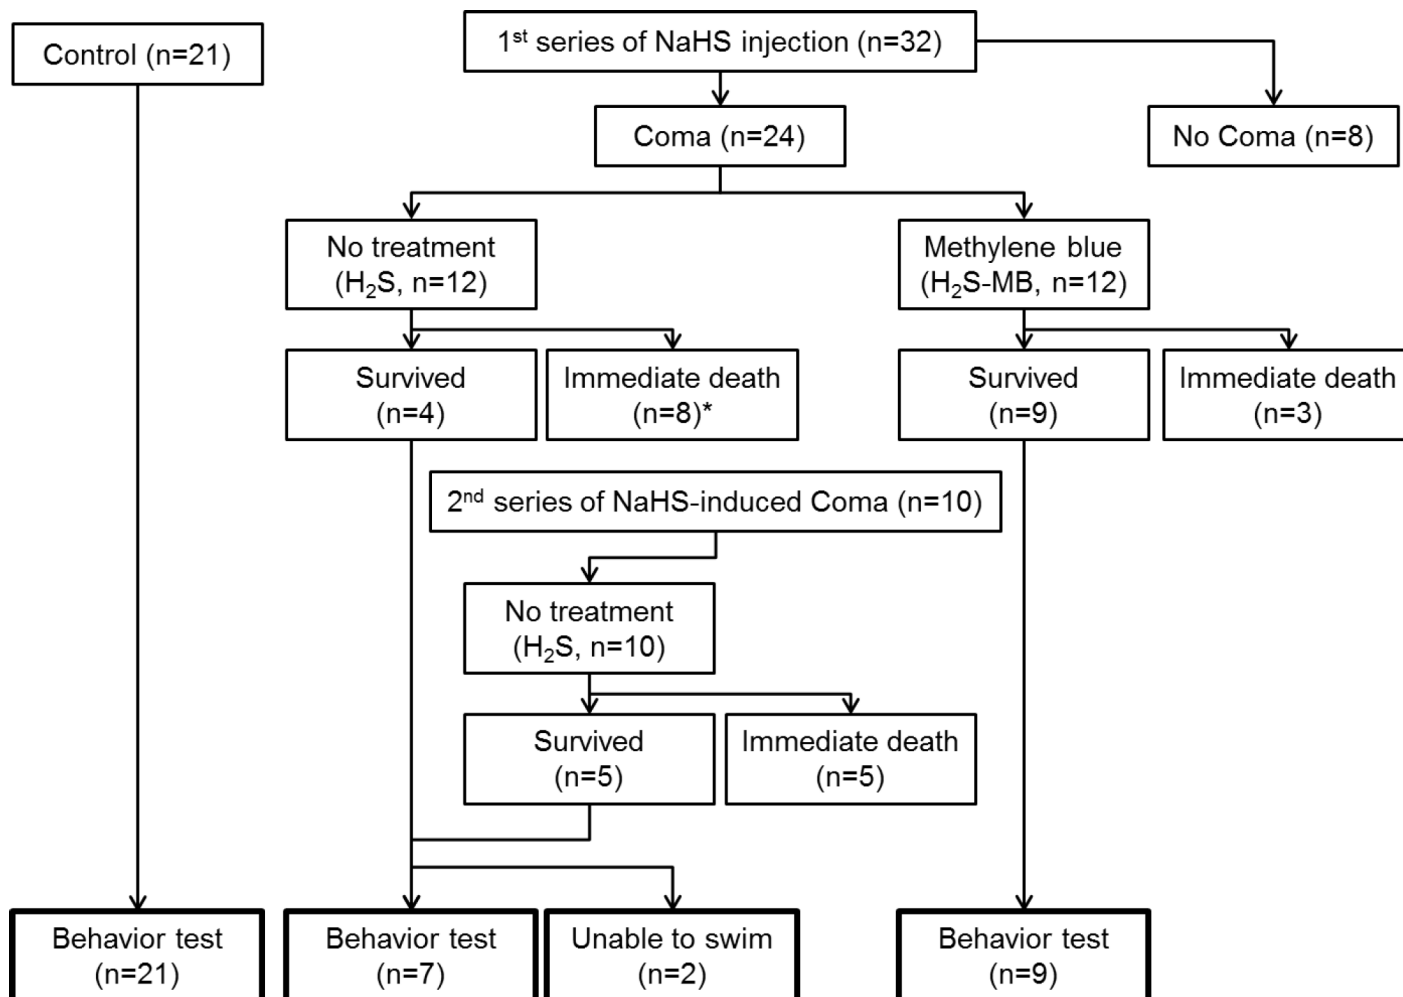 Control (n=21)
1st series of NaHS injection (n=32)
Coma (n=24)
No Coma (n=8)
No treatment
(H₂S, n=12)
Methylene blue
(H₂S-MB, n=12)
Survived
(n=4)
Immediate death
(n=8)*
Survived
(n=9)
Immediate death
(n=3)
2nd series of NaHS-induced Coma (n=10)
No treatment
(H₂S, n=10)
Survived
(n=5)
Immediate death
(n=5)
Behavior test
(n=21)
Behavior test
(n=7)
Unable to swim
(n=2)
Behavior test
(n=9)